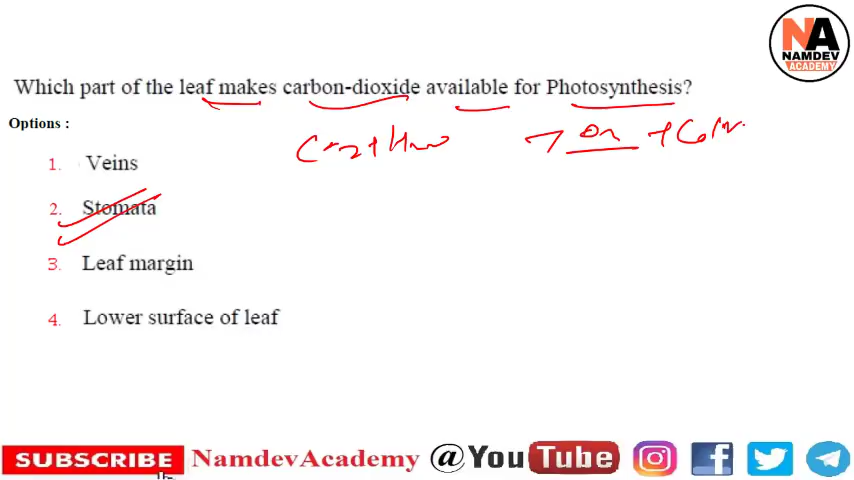 NA
NAMDEV
ACADEMY
Which part of the leaf makes carbon-dioxide available for Photosynthesis?
Options :
1. Veins
2. Stomata
3. Leaf margin
4. Lower surface of leaf
SUBSCRIBE NamdevAcademy @YouTube